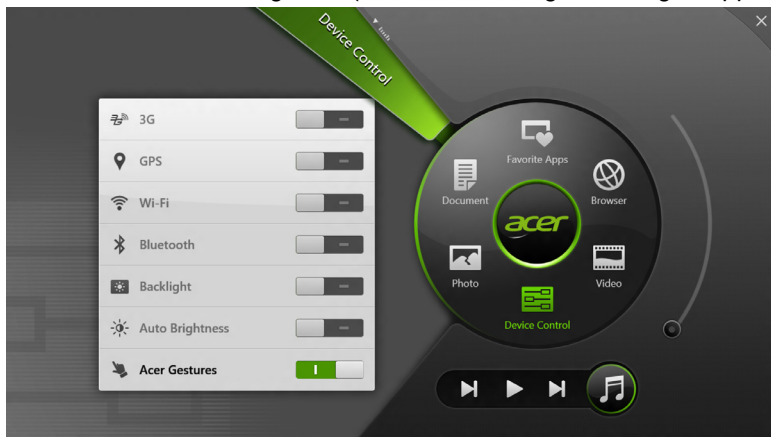 Device Control
3G
GPS
Wi-Fi
Bluetooth
Backlight
Auto Brightness
Acer Gestures
Favorite Apps
Document
Browser
acer
Photo
Video
Device Control